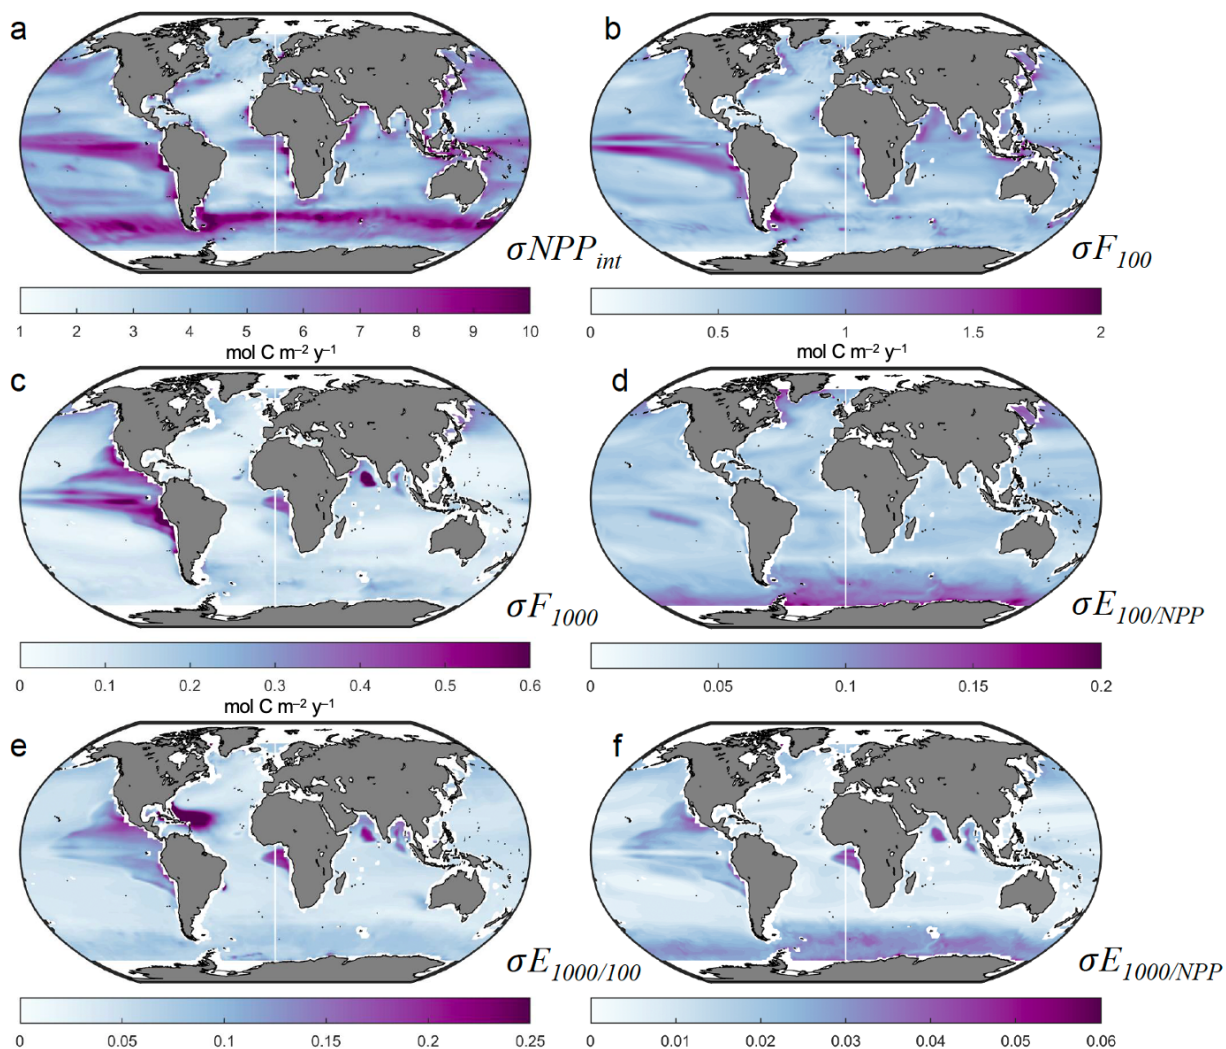 a
b
σNPP_int
σF_100
1 2 3 4 5 6 7 8 9 10
0 0.5 1 1.5 2
mol C m⁻² y⁻¹
mol C m⁻² y⁻¹
c
d
σF_1000
σE_100/NPP
0 0.1 0.2 0.3 0.4 0.5 0.6
0 0.05 0.1 0.15 0.2
mol C m⁻² y⁻¹
e
f
σE_1000/100
σE_1000/NPP
0 0.05 0.1 0.15 0.2 0.25
0 0.01 0.02 0.03 0.04 0.05 0.06